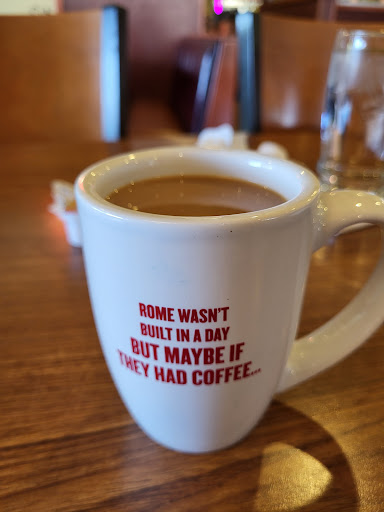 ROME WASN'T
BUILT IN A DAY
BUT MAYBE IF
THEY HAD COFFEE...